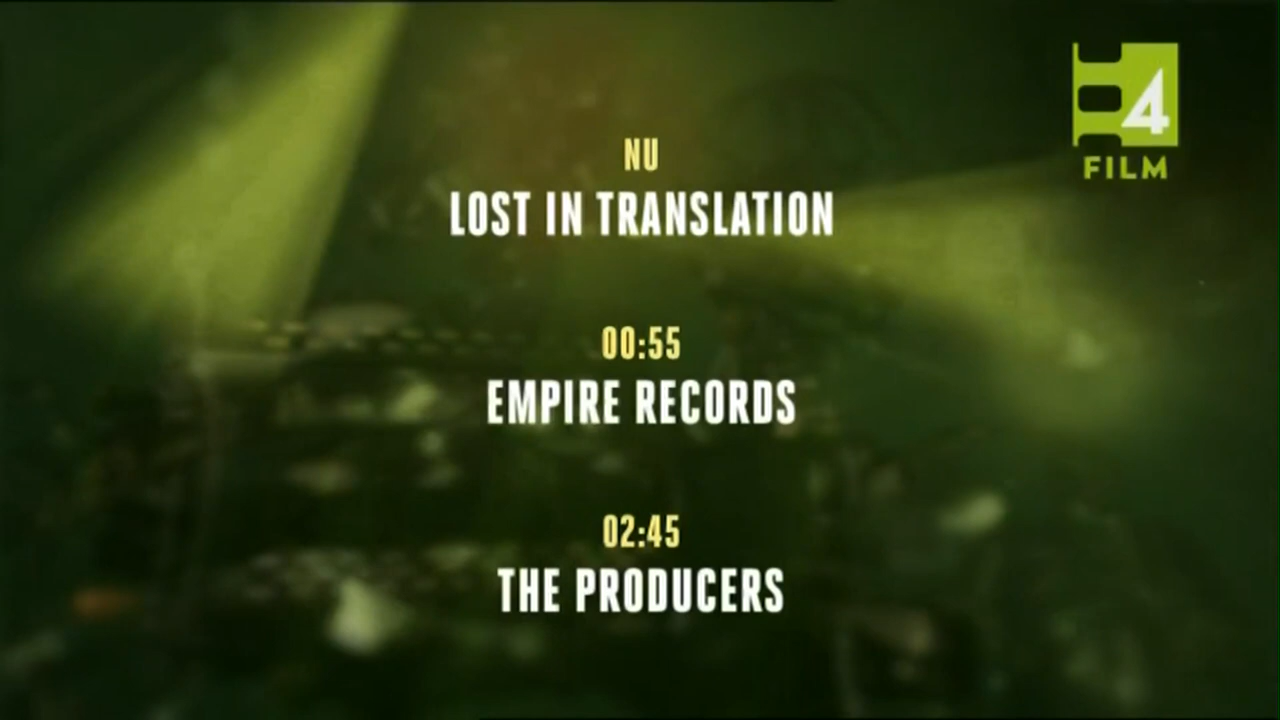 4
FILM
NU
LOST IN TRANSLATION
00:55
EMPIRE RECORDS
02:45
THE PRODUCERS